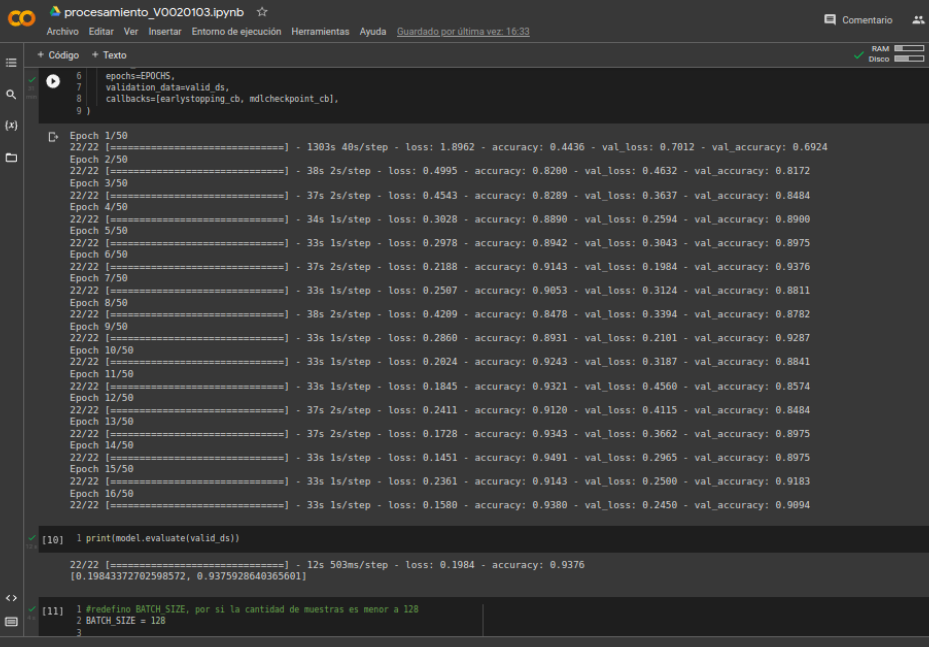 procesamiento_V0020103.ipynb
Comentario
Archivo Editar Ver Insertar Entorno de ejecución Herramientas Ayuda Guardado por última vez: 16:33
+ Código + Texto
RAM
Disco
6 epochs=EPOCHS,
7 validation_data=valid_ds,
8 callbacks=[earlystopping_cb, mdlcheckpoint_cb],
9 )
Epoch 1/50
22/22 [==============================] - 1303s 40s/step - loss: 1.8962 - accuracy: 0.4436 - val_loss: 0.7012 - val_accuracy: 0.6924
Epoch 2/50
22/22 [==============================] - 38s 2s/step - loss: 0.4995 - accuracy: 0.8200 - val_loss: 0.4632 - val_accuracy: 0.8172
Epoch 3/50
22/22 [==============================] - 37s 2s/step - loss: 0.4543 - accuracy: 0.8289 - val_loss: 0.3637 - val_accuracy: 0.8484
Epoch 4/50
22/22 [==============================] - 34s 1s/step - loss: 0.3028 - accuracy: 0.8890 - val_loss: 0.2594 - val_accuracy: 0.8900
Epoch 5/50
22/22 [==============================] - 33s 1s/step - loss: 0.2978 - accuracy: 0.8942 - val_loss: 0.3043 - val_accuracy: 0.8975
Epoch 6/50
22/22 [==============================] - 37s 2s/step - loss: 0.2188 - accuracy: 0.9143 - val_loss: 0.1984 - val_accuracy: 0.9376
Epoch 7/50
22/22 [==============================] - 33s 1s/step - loss: 0.2507 - accuracy: 0.9053 - val_loss: 0.3124 - val_accuracy: 0.8811
Epoch 8/50
22/22 [==============================] - 38s 2s/step - loss: 0.4209 - accuracy: 0.8478 - val_loss: 0.3394 - val_accuracy: 0.8782
Epoch 9/50
22/22 [==============================] - 33s 1s/step - loss: 0.2860 - accuracy: 0.8931 - val_loss: 0.2101 - val_accuracy: 0.9287
Epoch 10/50
22/22 [==============================] - 33s 1s/step - loss: 0.2024 - accuracy: 0.9243 - val_loss: 0.3187 - val_accuracy: 0.8841
Epoch 11/50
22/22 [==============================] - 33s 1s/step - loss: 0.1845 - accuracy: 0.9321 - val_loss: 0.4560 - val_accuracy: 0.8574
Epoch 12/50
22/22 [==============================] - 37s 2s/step - loss: 0.2411 - accuracy: 0.9120 - val_loss: 0.4115 - val_accuracy: 0.8484
Epoch 13/50
22/22 [==============================] - 37s 2s/step - loss: 0.1728 - accuracy: 0.9343 - val_loss: 0.3662 - val_accuracy: 0.8975
Epoch 14/50
22/22 [==============================] - 33s 1s/step - loss: 0.1451 - accuracy: 0.9491 - val_loss: 0.2965 - val_accuracy: 0.8975
Epoch 15/50
22/22 [==============================] - 33s 1s/step - loss: 0.2361 - accuracy: 0.9143 - val_loss: 0.2500 - val_accuracy: 0.9183
Epoch 16/50
22/22 [==============================] - 33s 1s/step - loss: 0.1580 - accuracy: 0.9380 - val_loss: 0.2450 - val_accuracy: 0.9094
[10] 1 print(model.evaluate(valid_ds))
22/22 [==============================] - 12s 503ms/step - loss: 0.1984 - accuracy: 0.9376
[0.19843372702598572, 0.9375928640365601]
[11] 1 #redefino BATCH_SIZE, por si la cantidad de muestras es menor a 128
2 BATCH_SIZE = 128
3